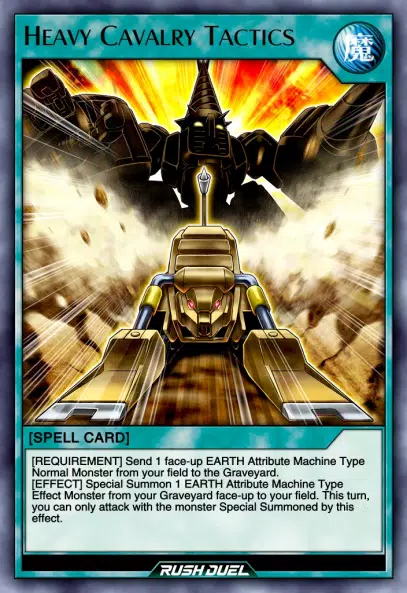 HEAVY CAVALRY TACTICS
魔
[SPELL CARD]
[REQUIREMENT] Send 1 face-up EARTH Attribute Machine Type
Normal Monster from your field to the Graveyard.
[EFFECT] Special Summon 1 EARTH Attribute Machine Type
Effect Monster from your Graveyard face-up to your field. This turn,
you can only attack with the monster Special Summoned by this
effect.
RUSH DUEL